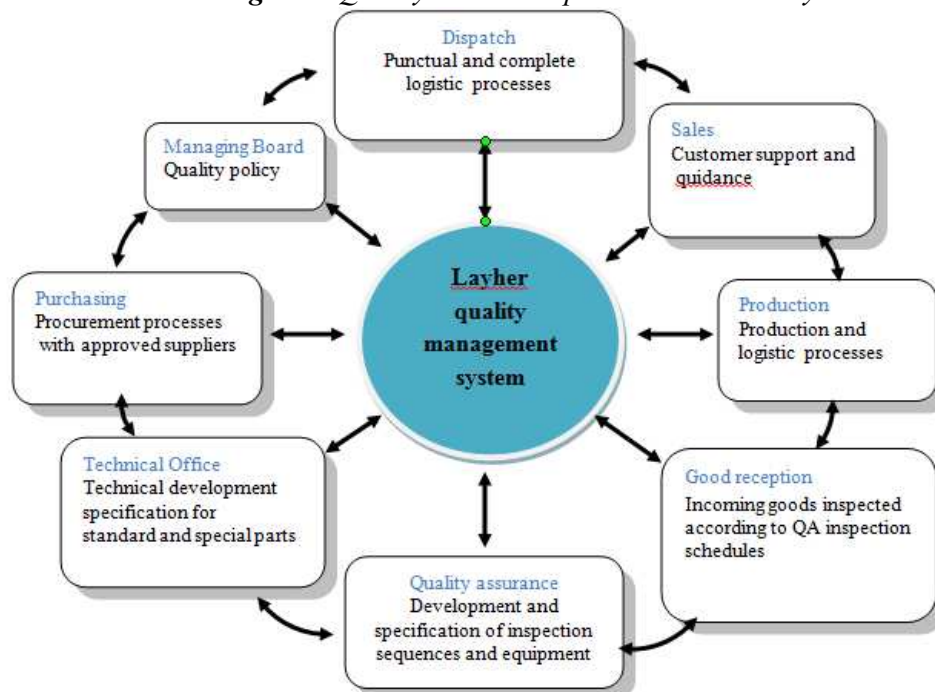 Dispatch
Punctual and complete
logistic processes
Managing Board
Quality policy
Sales
Customer support and
quidance
Layher
quality
management
system
Purchasing
Procurement processes
with approved suppliers
Production
Production and
logistic processes
Technical Office
Technical development
specification for
standard and special parts
Good reception
Incoming goods inspected
according to QA inspection
schedules
Quality assurance
Development and
specification of inspection
sequences and equipment